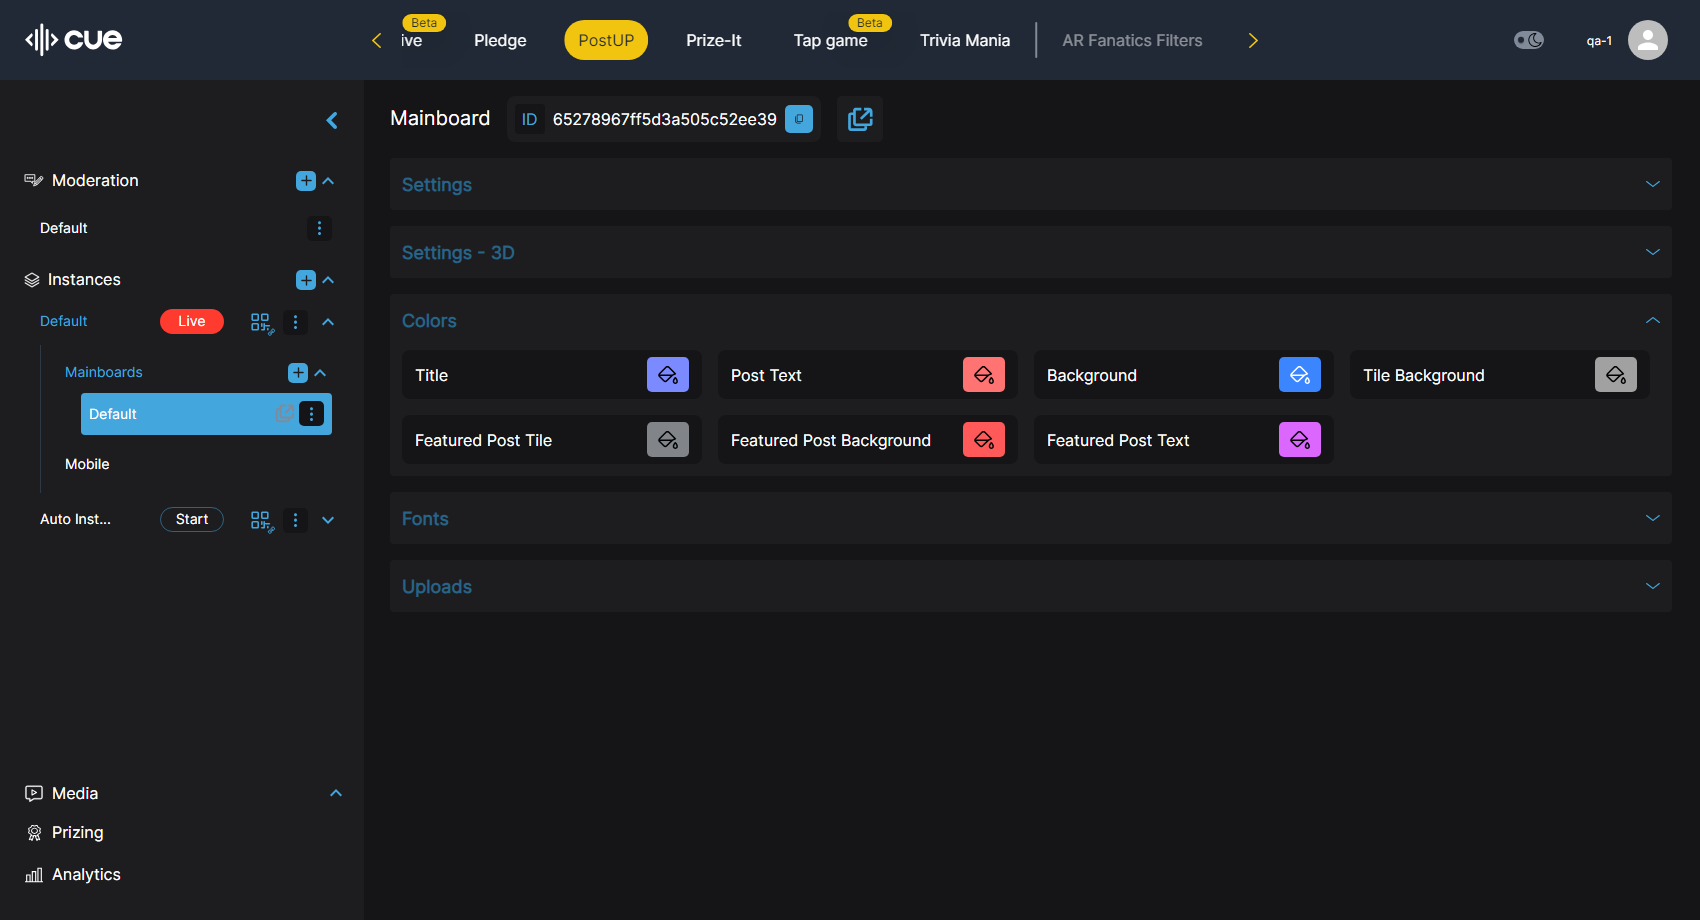 cue
Beta
ive
Pledge
PostUP
Prize-It
Beta
Tap game
Trivia Mania
AR Fanatics Filters
qa-1
Mainboard
ID 65278967ff5d3a505c52ee39
Moderation
Default
Instances
Default Live
Mainboards
Default
Mobile
Auto Inst... Start
Media
Prizing
Analytics
Settings
Settings - 3D
Colors
Title
Post Text
Background
Tile Background
Featured Post Tile
Featured Post Background
Featured Post Text
Fonts
Uploads